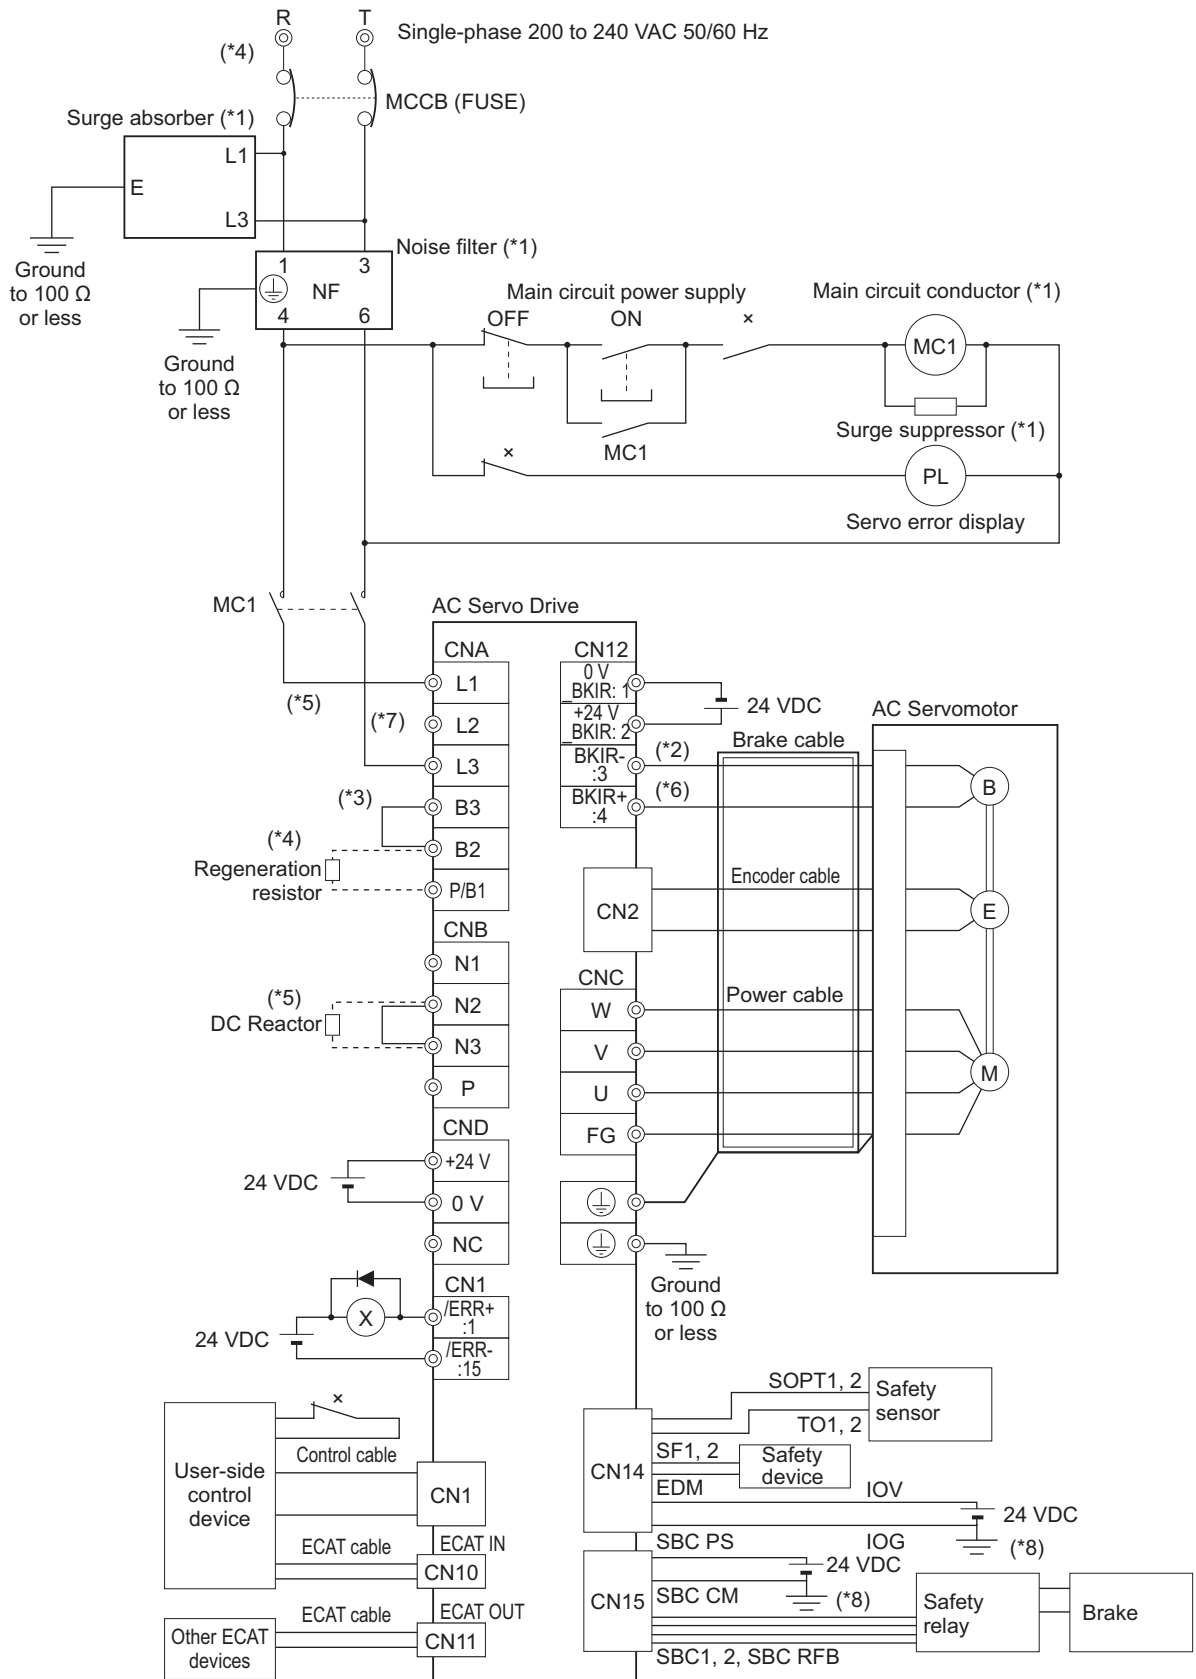 R
T
Single-phase 200 to 240 VAC 50/60 Hz
(*4)
MCCB (FUSE)
Surge absorber (*1)
L1
E
L3
Ground
to 100 Ω
or less
Noise filter (*1)
1
3
NF
4
6
Ground
to 100 Ω
or less
Main circuit power supply
OFF
ON
×
Main circuit conductor (*1)
MC1
Surge suppressor (*1)
MC1
×
PL
Servo error display
MC1
AC Servo Drive
CNA
L1
(*5)
L2
(*7)
L3
(*3)
B3
B2
(*4)
Regeneration
resistor
P/B1
CNB
N1
(*5)
DC Reactor
N2
N3
P
CND
+24 V
24 VDC
0 V
NC
CN1
/ERR+
:1
X
24 VDC
/ERR-
:15
CN12
0 V
_BKIR: 1
+24 V
_BKIR: 2
24 VDC
BKIR-
:3
(*2)
BKIR+
:4
(*6)
Brake cable
AC Servomotor
B
CN2
Encoder cable
E
CNC
Power cable
W
V
U
FG
M
Ground
to 100 Ω
or less
×
User-side
control
device
Control cable
CN1
ECAT cable
ECAT IN
CN10
Other ECAT
devices
ECAT cable
ECAT OUT
CN11
CN14
SOPT1, 2
TO1, 2
Safety
sensor
SF1, 2
Safety
device
EDM
IOV
24 VDC
IOG
(*8)
CN15
SBC PS
24 VDC
SBC CM
(*8)
Safety
relay
Brake
SBC1, 2, SBC RFB